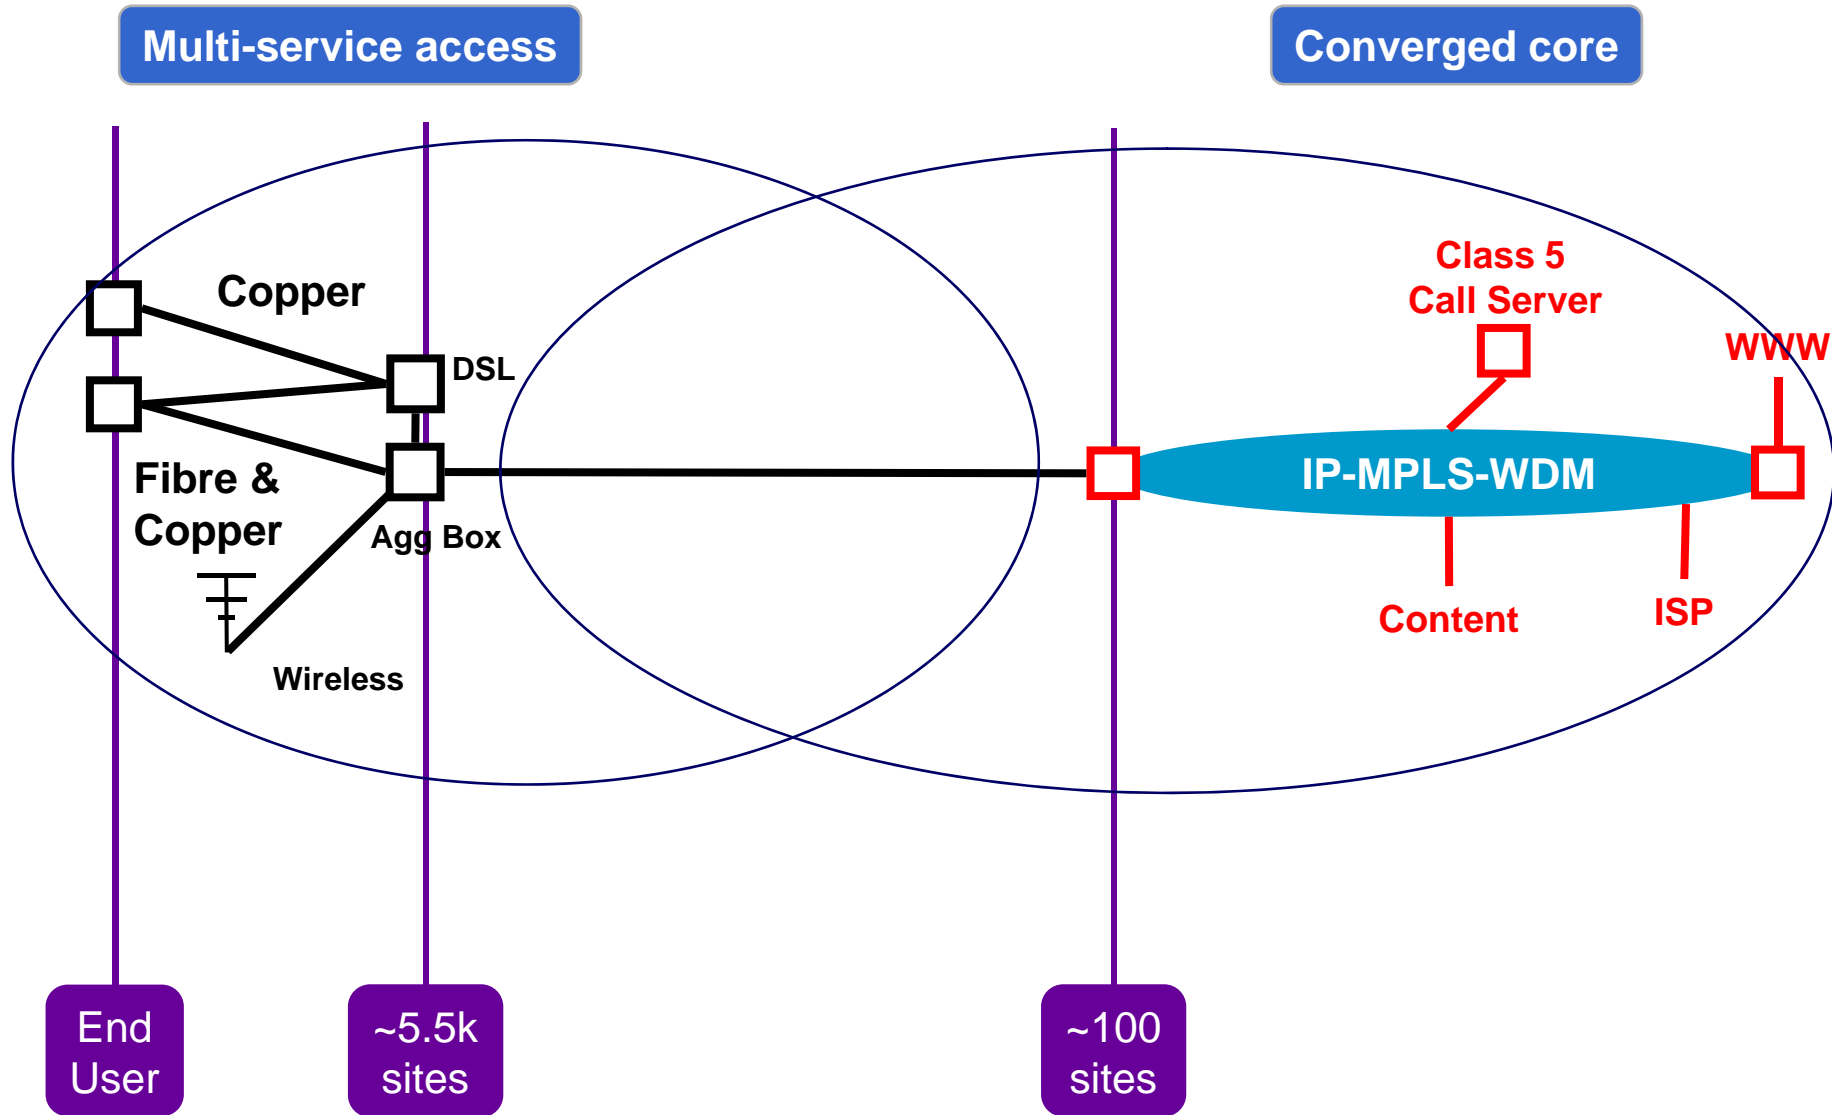 Multi-service access
Converged core
Copper
DSL
Fibre &
Copper
Agg Box
Wireless
Class 5
Call Server
WWW
IP-MPLS-WDM
Content
ISP
End
User
~5.5k
sites
~100
sites